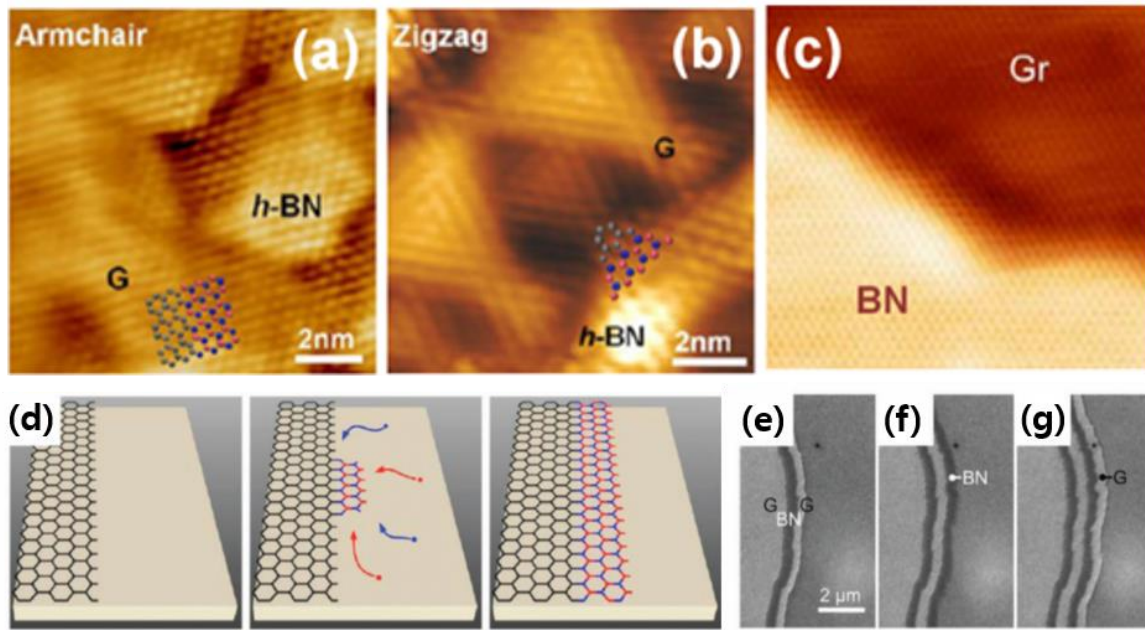 Armchair
(a)
h-BN
G
2nm
Zigzag
(b)
G
h-BN
2nm
(c)
Gr
BN
(d)
(e)
G
BN
G
2 µm
(f)
BN
(g)
G